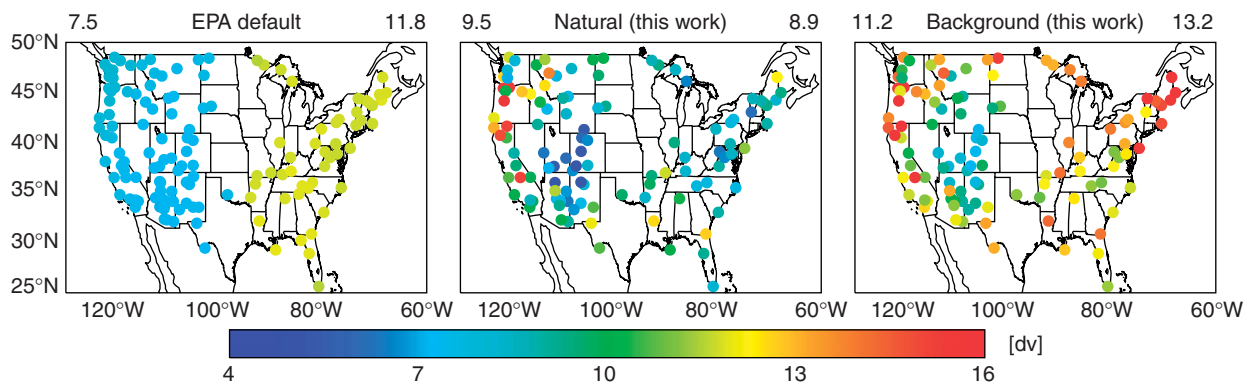 7.5 EPA default 11.8 9.5 Natural (this work) 8.9 11.2 Background (this work) 13.2
50°N
45°N
40°N
35°N
30°N
25°N
120°W 100°W 80°W 60°W 120°W 100°W 80°W 60°W 120°W 100°W 80°W 60°W
[dv]
4 7 10 13 16